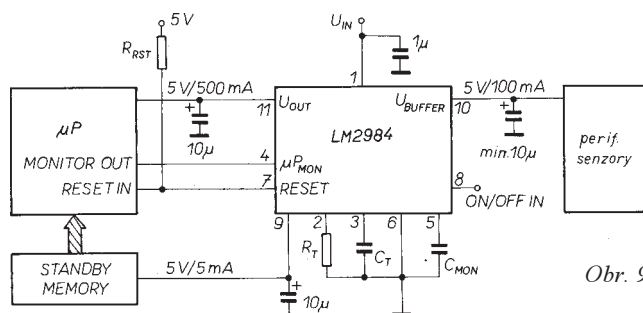 5V
U_IN
R_RST
1µ
1
5V/500mA
5V/100mA
µP
11
U_OUT
U_BUFFER
10
+
10µ
LM2984
+
min.10µ
perif.
senzory
MONITOR OUT
4
µP_MON
RESET IN
7
RESET
8
ON/OFF IN
9
2
3
6
5
R_T
C_T
C_MON
STANDBY
MEMORY
5V/5mA
+
10µ
Obr. 9